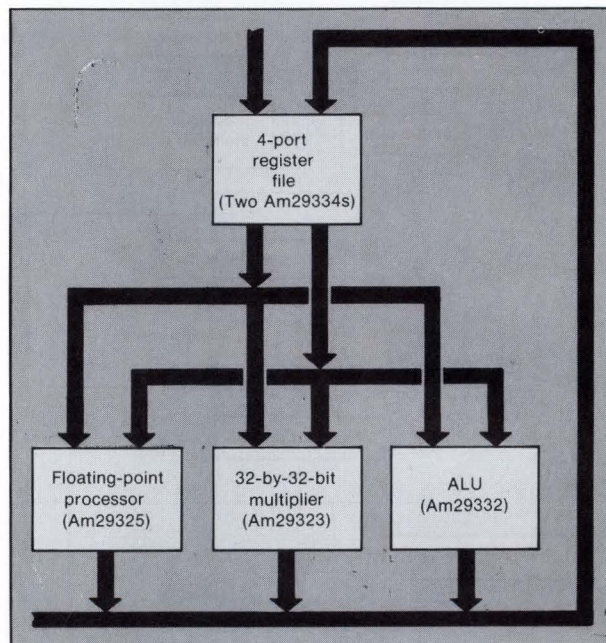 4-port
register
file
(Two Am29334s)
Floating-point
processor
(Am29325)
32-by-32-bit
multiplier
(Am29323)
ALU
(Am29332)